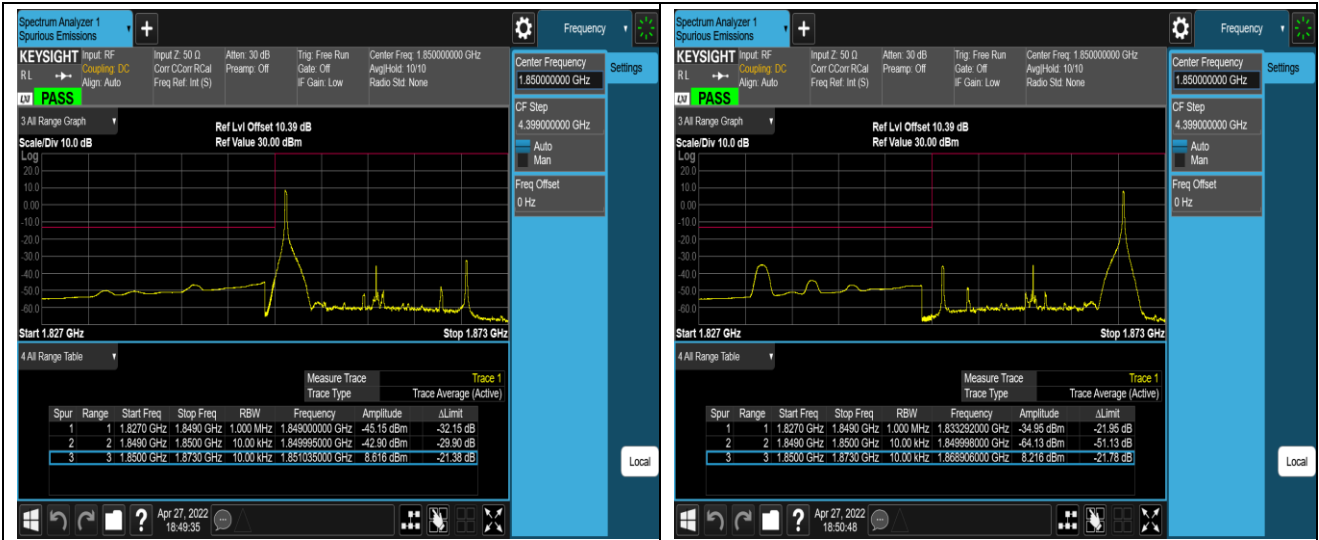 Spectrum Analyzer 1
Spurious Emissions
Frequency
KEYSIGHT Input: RF Input Z: 50 Ω Atten: 30 dB Trig: Free Run Center Freq: 1.850000000 GHz
RL Coupling: DC Corr CCorr RCal Preamp: Off Gate: Off Avg|Hold: 10/10
Align: Auto Freq Ref: Int (S) IF Gain: Low Radio Std: None
PASS
Center Frequency
1.850000000 GHz
Settings
CF Step
4.399000000 GHz
Auto
Man
Freq Offset
0 Hz
3 All Range Graph
Ref Lvl Offset 10.39 dB
Scale/Div 10.0 dB Ref Value 30.00 dBm
Log
20.0
10.0
0.00
-10.0
-20.0
-30.0
-40.0
-50.0
-60.0
Start 1.827 GHz Stop 1.873 GHz
4 All Range Table
Measure Trace Trace 1
Trace Type Trace Average (Active)
Spur Range Start Freq Stop Freq RBW Frequency Amplitude ΔLimit
1 1 1.8270 GHz 1.8490 GHz 1.000 MHz 1.849000000 GHz -45.15 dBm -32.15 dB
2 2 1.8490 GHz 1.8500 GHz 10.00 kHz 1.849995000 GHz -42.90 dBm -29.90 dB
3 3 1.8500 GHz 1.8730 GHz 10.00 kHz 1.851035000 GHz 8.616 dBm -21.38 dB
Local
Apr 27, 2022
18:49:35
Spectrum Analyzer 1
Spurious Emissions
Frequency
KEYSIGHT Input: RF Input Z: 50 Ω Atten: 30 dB Trig: Free Run Center Freq: 1.850000000 GHz
RL Coupling: DC Corr CCorr RCal Preamp: Off Gate: Off Avg|Hold: 10/10
Align: Auto Freq Ref: Int (S) IF Gain: Low Radio Std: None
PASS
Center Frequency
1.850000000 GHz
Settings
CF Step
4.399000000 GHz
Auto
Man
Freq Offset
0 Hz
3 All Range Graph
Ref Lvl Offset 10.39 dB
Scale/Div 10.0 dB Ref Value 30.00 dBm
Log
20.0
10.0
0.00
-10.0
-20.0
-30.0
-40.0
-50.0
-60.0
Start 1.827 GHz Stop 1.873 GHz
4 All Range Table
Measure Trace Trace 1
Trace Type Trace Average (Active)
Spur Range Start Freq Stop Freq RBW Frequency Amplitude ΔLimit
1 1 1.8270 GHz 1.8490 GHz 1.000 MHz 1.833292000 GHz -34.95 dBm -21.95 dB
2 2 1.8490 GHz 1.8500 GHz 10.00 kHz 1.849998000 GHz -64.13 dBm -51.13 dB
3 3 1.8500 GHz 1.8730 GHz 10.00 kHz 1.868906000 GHz 8.216 dBm -21.78 dB
Local
Apr 27, 2022
18:50:48